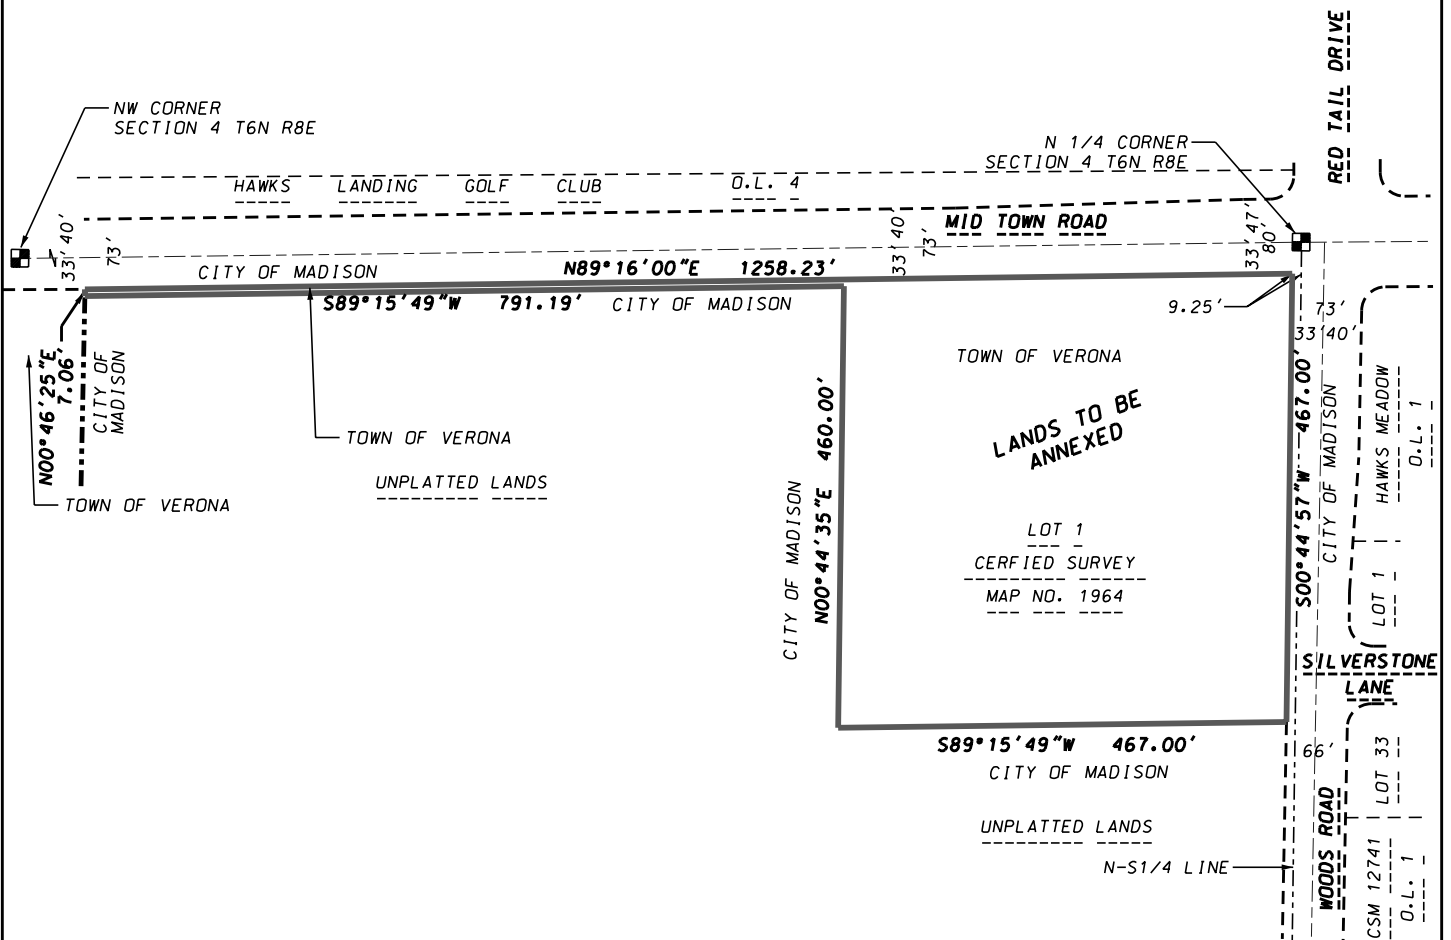 RED TAIL DRIVE
NW CORNER
SECTION 4 T6N R8E
N 1/4 CORNER
SECTION 4 T6N R8E
HAWKS LANDING GOLF CLUB O.L. 4
MID TOWN ROAD
33' 40'
73'
33' 40'
73'
33' 47'
80'
CITY OF MADISON
N89°16'00"E 1258.23'
S89°15'49"W 791.19'
CITY OF MADISON
9.25'
73'
33'40'
N00°46'25"E
7.06'
CITY OF
MADISON
TOWN OF VERONA
TOWN OF VERONA
UNPLATTED LANDS
TOWN OF VERONA
LANDS TO BE
ANNEXED
CITY OF MADISON
N00°44'35"E 460.00'
LOT 1
CERFIED SURVEY
MAP NO. 1964
S00°44'57"W 467.00'
CITY OF MADISON
HAWKS MEADOW
O.L. 1
LOT 1
SILVERSTONE
LANE
S89°15'49"W 467.00'
CITY OF MADISON
66'
LOT 33
UNPLATTED LANDS
N-S1/4 LINE
WOODS ROAD
CSM 12741
O.L. 1